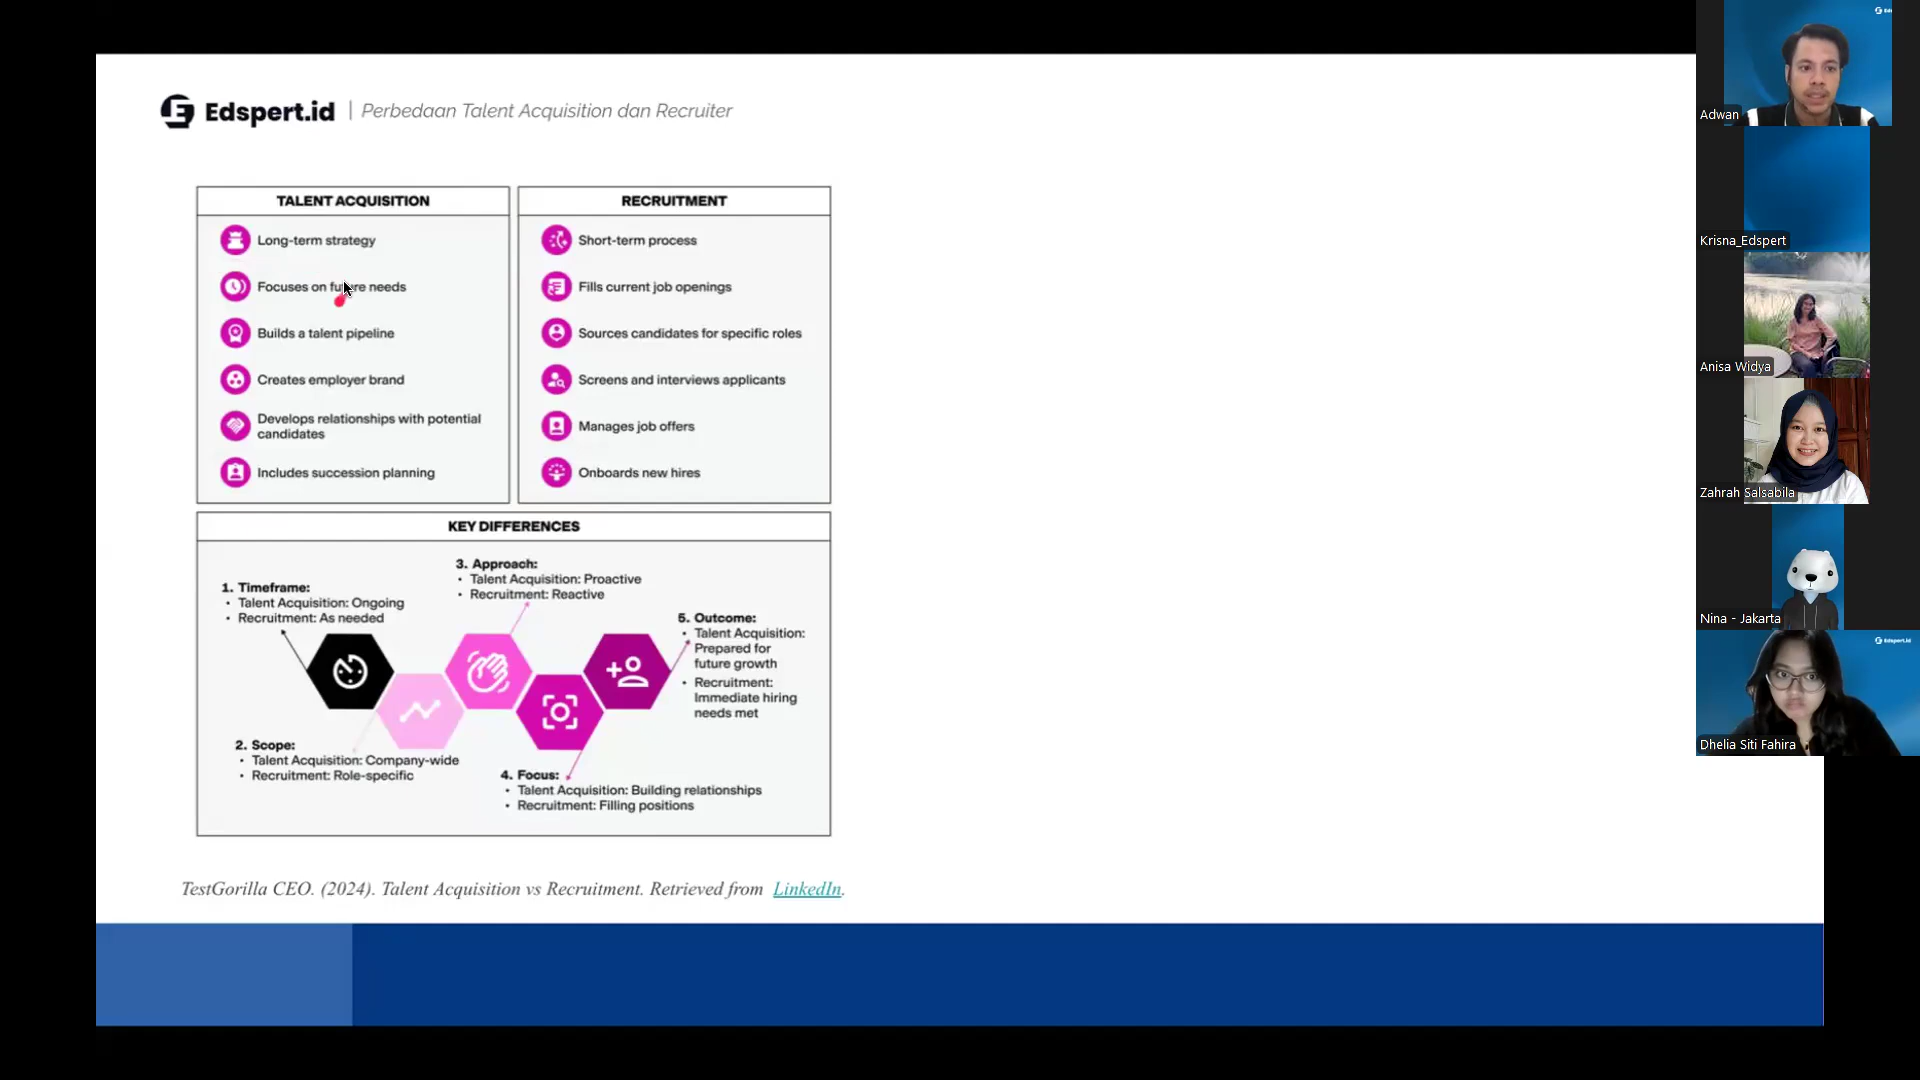 Edspert.id | Perbedaan Talent Acquisition dan Recruiter
TALENT ACQUISITION
Long-term strategy
Focuses on future needs
Builds a talent pipeline
Creates employer brand
Develops relationships with potential
candidates
Includes succession planning
RECRUITMENT
Short-term process
Fills current job openings
Sources candidates for specific roles
Screens and interviews applicants
Manages job offers
Onboards new hires
KEY DIFFERENCES
1. Timeframe:
• Talent Acquisition: Ongoing
• Recruitment: As needed
2. Scope:
• Talent Acquisition: Company-wide
• Recruitment: Role-specific
3. Approach:
• Talent Acquisition: Proactive
• Recruitment: Reactive
4. Focus:
• Talent Acquisition: Building relationships
• Recruitment: Filling positions
5. Outcome:
• Talent Acquisition:
Prepared for
future growth
• Recruitment:
Immediate hiring
needs met
TestGorilla CEO. (2024). Talent Acquisition vs Recruitment. Retrieved from LinkedIn.
Adwan
Krisna_Edspert
Anisa Widya
Zahrah Salsabila
Nina - Jakarta
Edspert.id
Dhelia Siti Fahira